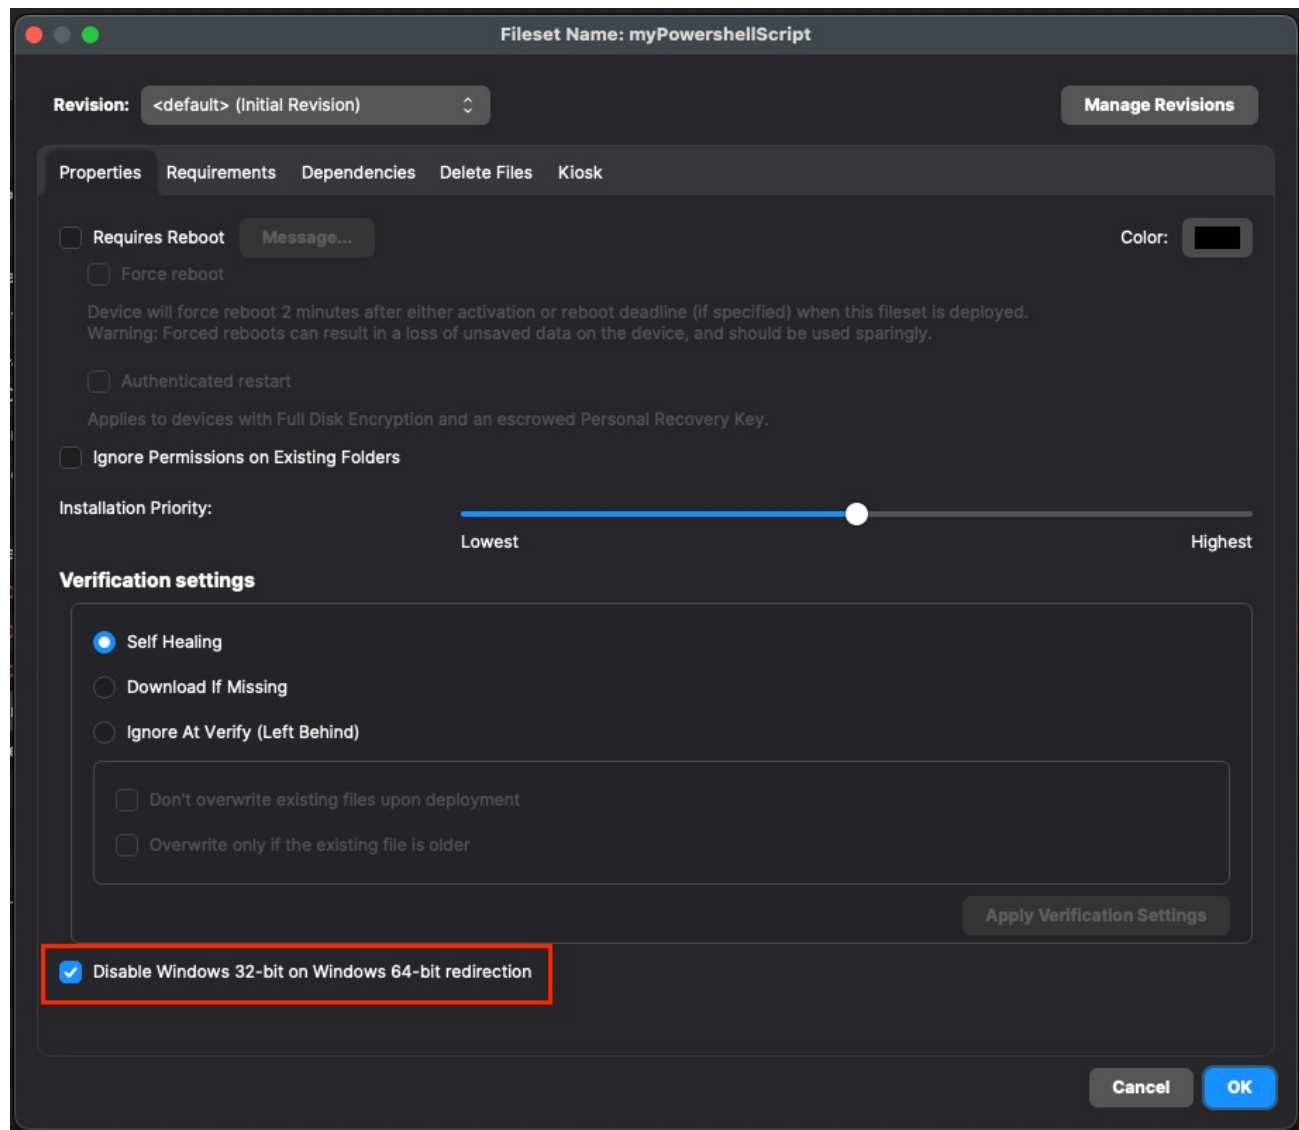 Fileset Name: myPowershellScript
Revision: <default> (Initial Revision) Manage Revisions
Properties Requirements Dependencies Delete Files Kiosk
Requires Reboot Message... Color:
Force reboot
Device will force reboot 2 minutes after either activation or reboot deadline (if specified) when this fileset is deployed.
Warning: Forced reboots can result in a loss of unsaved data on the device, and should be used sparingly.
Authenticated restart
Applies to devices with Full Disk Encryption and an escrowed Personal Recovery Key.
Ignore Permissions on Existing Folders
Installation Priority:
Lowest Highest
Verification settings
Self Healing
Download If Missing
Ignore At Verify (Left Behind)
Don't overwrite existing files upon deployment
Overwrite only if the existing file is older
Apply Verification Settings
Disable Windows 32-bit on Windows 64-bit redirection
Cancel OK